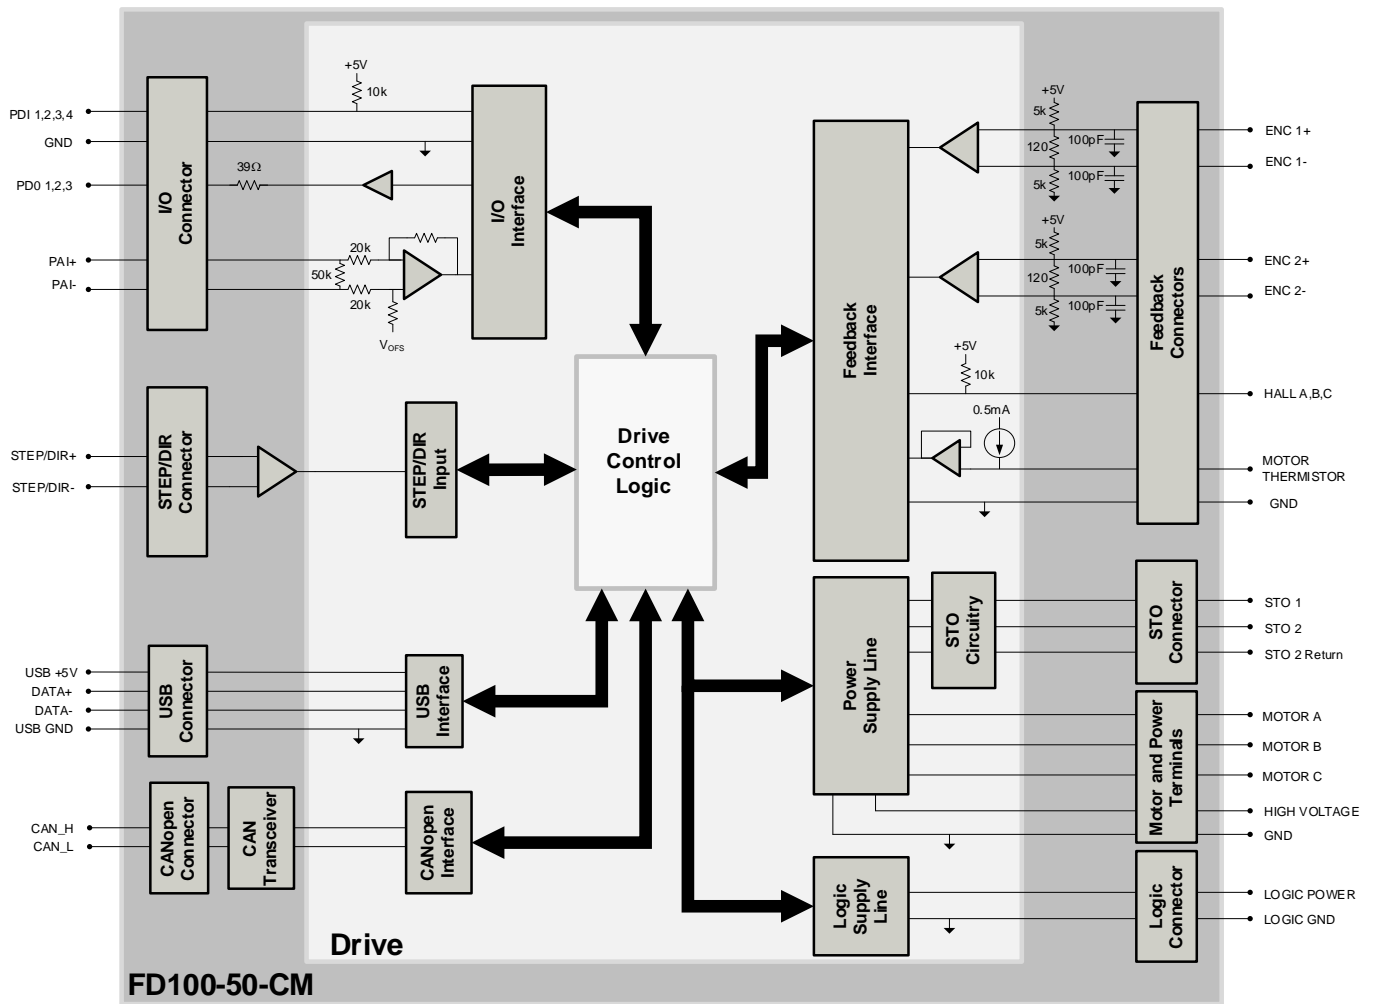 PDI 1,2,3,4
GND
PD0 1,2,3
PAI+
PAI-
I/O
Connector
+5V
10k
39Ω
20k
50k
20k
V_OFS
I/O
Interface
STEP/DIR+
STEP/DIR-
STEP/DIR
Connector
STEP/DIR
Input
USB +5V
DATA+
DATA-
USB GND
USB
Connector
USB
Interface
CAN_H
CAN_L
CANopen
Connector
CAN
Transceiver
CANopen
Interface
Drive
Control
Logic
Feedback
Interface
+5V
5k
120
5k
100pF
100pF
+5V
5k
120
5k
100pF
100pF
+5V
10k
0.5mA
Feedback
Connectors
ENC 1+
ENC 1-
ENC 2+
ENC 2-
HALL A,B,C
MOTOR
THERMISTOR
GND
Power
Supply Line
STO
Circuitry
STO
Connector
STO 1
STO 2
STO 2 Return
Motor and Power
Terminals
MOTOR A
MOTOR B
MOTOR C
HIGH VOLTAGE
GND
Logic
Supply
Line
Logic
Connector
LOGIC POWER
LOGIC GND
Drive
FD100-50-CM